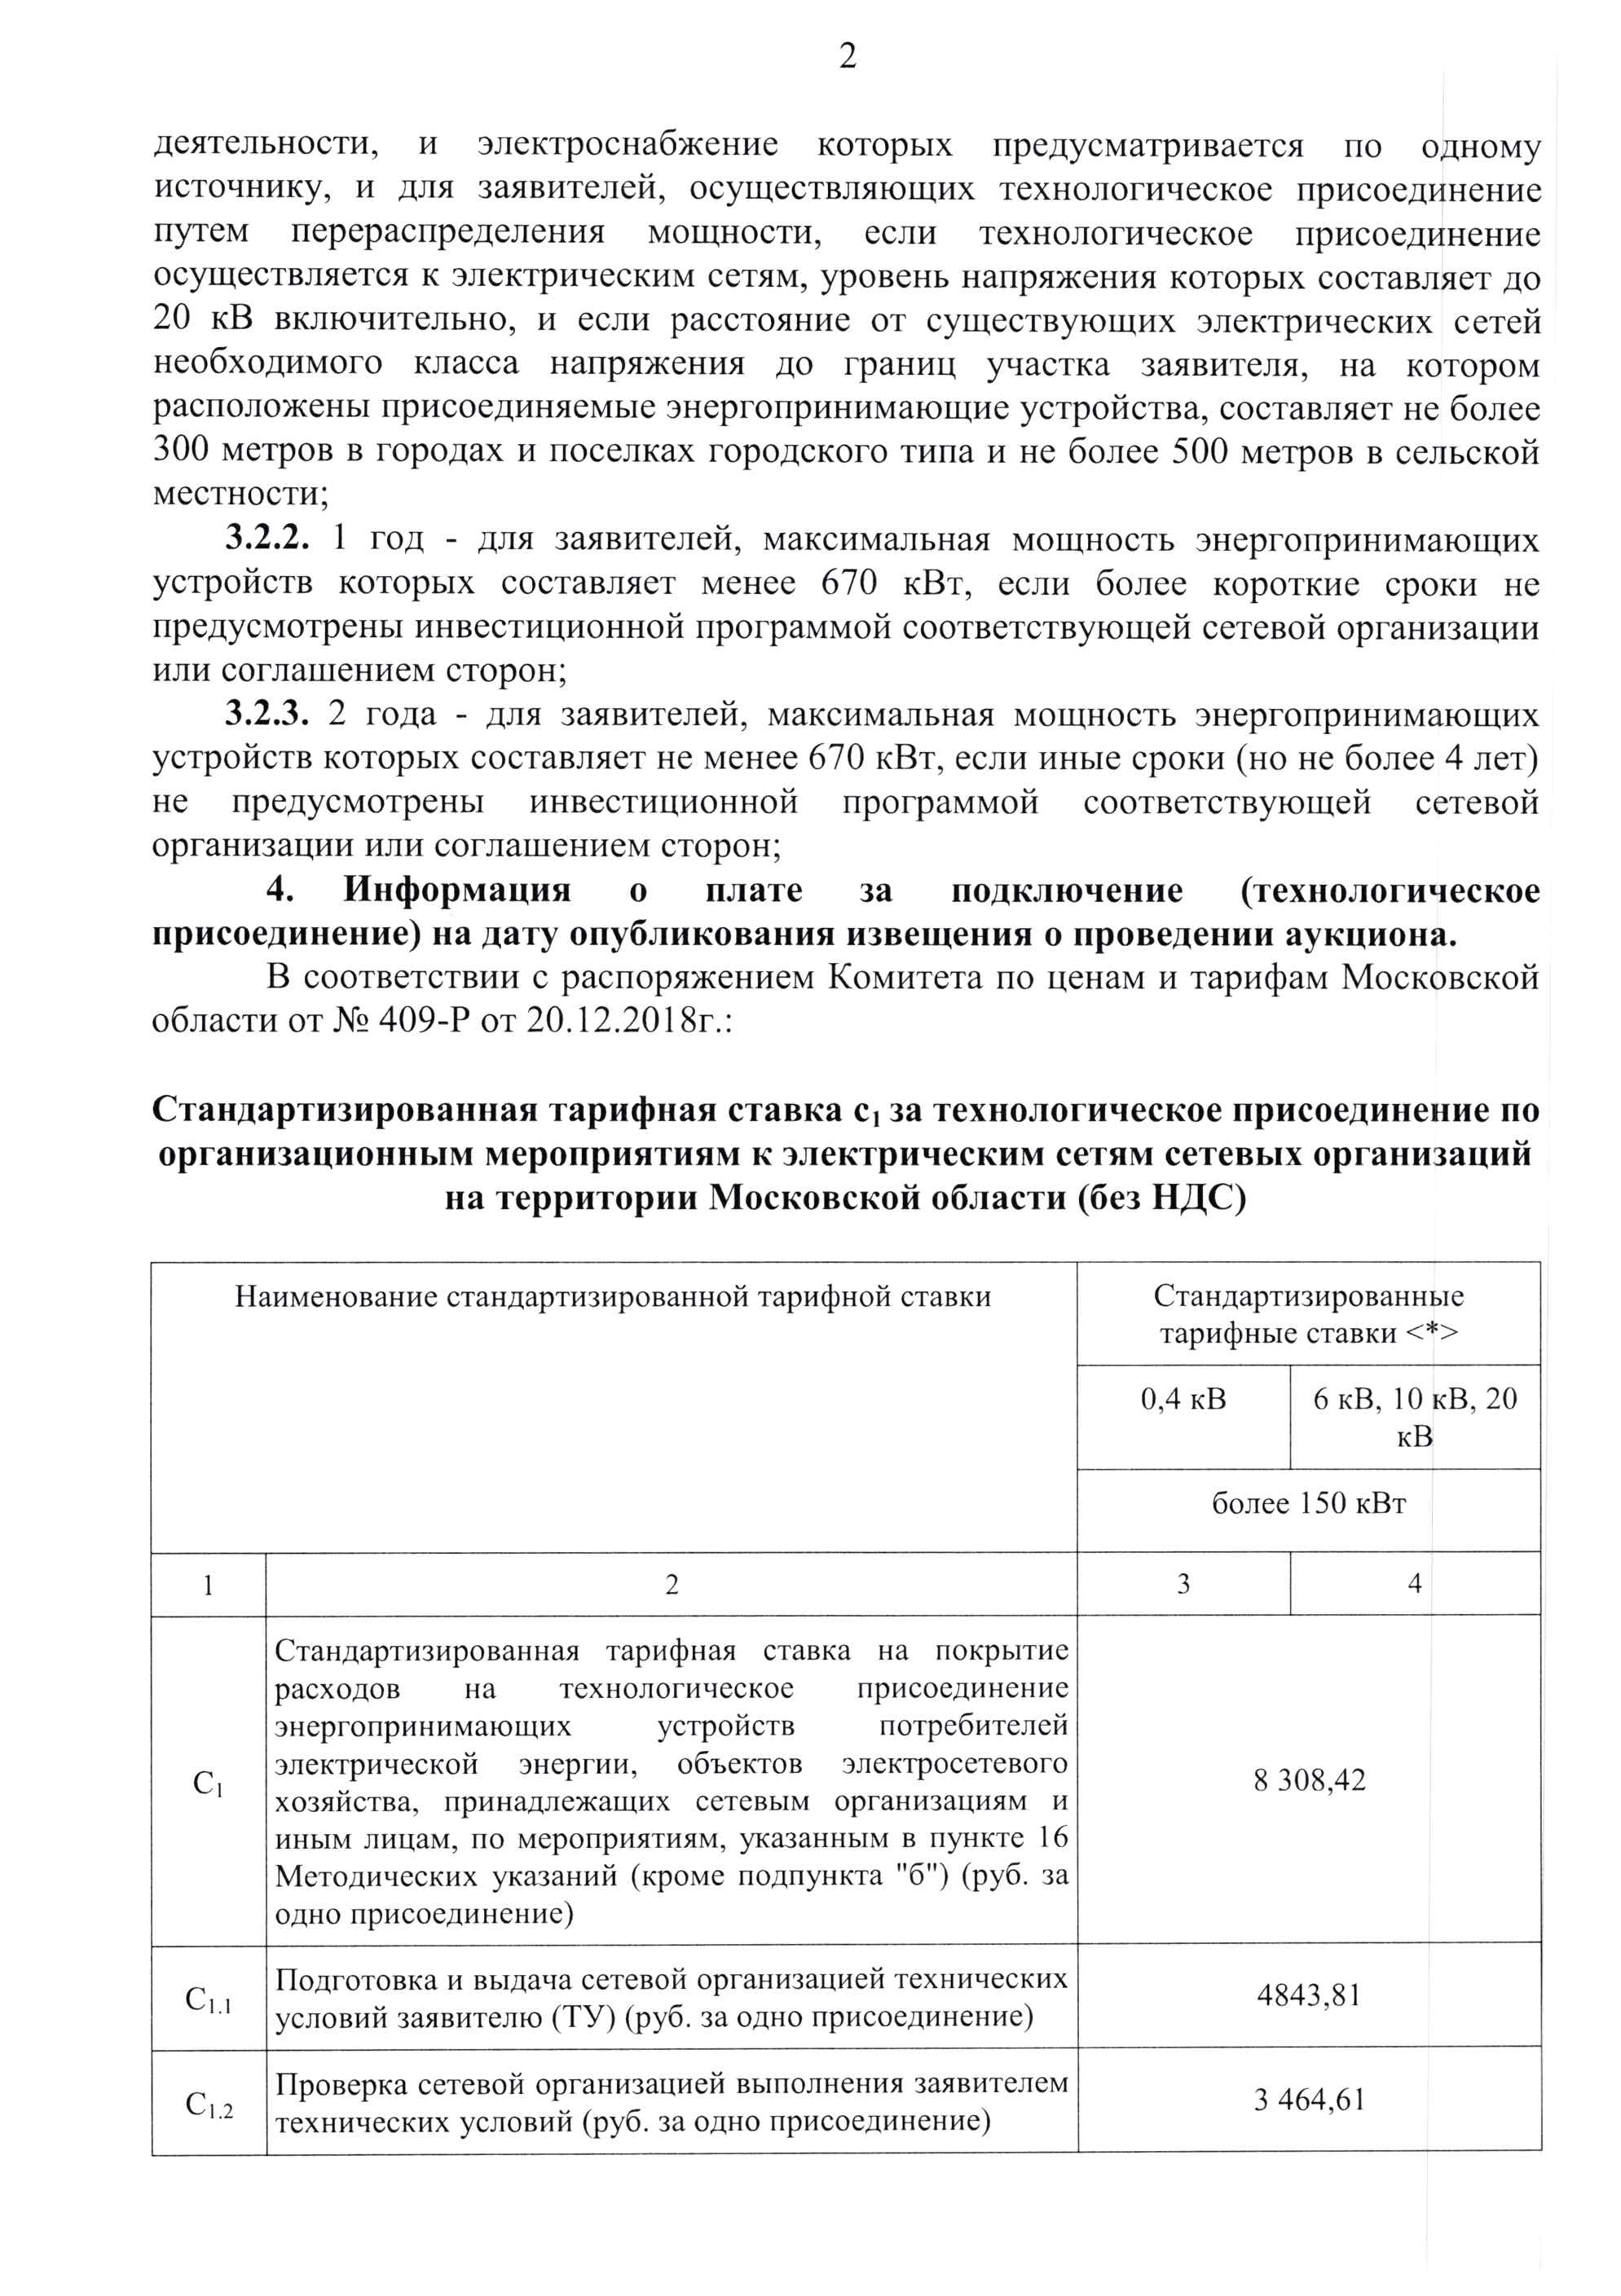 2
деятельности, и электроснабжение которых предусматривается по одному
источнику, и для заявителей, осуществляющих технологическое присоединение
путем перераспределения мощности, если технологическое присоединение
осуществляется к электрическим сетям, уровень напряжения которых составляет до
20 кВ включительно, и если расстояние от существующих электрических сетей
необходимого класса напряжения до границ участка заявителя, на котором
расположены присоединяемые энергопринимающие устройства, составляет не более
300 метров в городах и поселках городского типа и не более 500 метров в сельской
местности;
3.2.2. 1 год - для заявителей, максимальная мощность энергопринимающих
устройств которых составляет менее 670 кВт, если более короткие сроки не
предусмотрены инвестиционной программой соответствующей сетевой организации
или соглашением сторон;
3.2.3. 2 года - для заявителей, максимальная мощность энергопринимающих
устройств которых составляет не менее 670 кВт, если иные сроки (но не более 4 лет)
не предусмотрены инвестиционной программой соответствующей сетевой
организации или соглашением сторон;
4. Информация о плате за подключение (технологическое
присоединение) на дату опубликования извещения о проведении аукциона.
В соответствии с распоряжением Комитета по ценам и тарифам Московской
области от № 409-Р от 20.12.2018г.:
Стандартизированная тарифная ставка c₁ за технологическое присоединение по
организационным мероприятиям к электрическим сетям сетевых организаций
на территории Московской области (без НДС)
Наименование стандартизированной тарифной ставки
Стандартизированные
тарифные ставки <*>
0,4 кВ
6 кВ, 10 кВ, 20
кВ
более 150 кВт
1 2 3 4
С₁
Стандартизированная тарифная ставка на покрытие
расходов на технологическое присоединение
энергопринимающих устройств потребителей
электрической энергии, объектов электросетевого
хозяйства, принадлежащих сетевым организациям и
иным лицам, по мероприятиям, указанным в пункте 16
Методических указаний (кроме подпункта "б") (руб. за
одно присоединение)
8 308,42
С₁.₁
Подготовка и выдача сетевой организацией технических
условий заявителю (ТУ) (руб. за одно присоединение)
4843,81
С₁.₂
Проверка сетевой организацией выполнения заявителем
технических условий (руб. за одно присоединение)
3 464,61